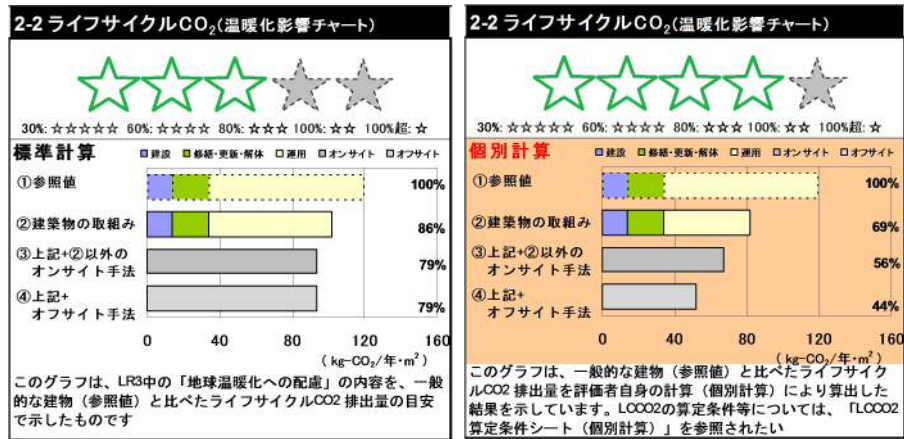 2-2 ライフサイクルCO₂(温暖化影響チャート)
30%: ☆☆☆☆☆ 60%: ☆☆☆☆ 80%: ☆☆☆ 100%: ☆☆ 100%超: ☆
標準計算
建設 修繕・更新・解体 運用 オンサイト オフサイト
①参照値
100%
②建築物の取組み
86%
③上記+②以外の
オンサイト手法
79%
④上記+
オフサイト手法
79%
0 40 80 120 160
( kg-CO₂/年・m² )
このグラフは、LR3中の「地球温暖化への配慮」の内容を、一般
的な建物（参照値）と比べたライフサイクルCO2 排出量の目安
で示したものです
2-2 ライフサイクルCO₂(温暖化影響チャート)
30%: ☆☆☆☆☆ 60%: ☆☆☆☆ 80%: ☆☆☆ 100%: ☆☆ 100%超: ☆
個別計算
建設 修繕・更新・解体 運用 オンサイト オフサイト
①参照値
100%
②建築物の取組み
69%
③上記+②以外の
オンサイト手法
56%
④上記+
オフサイト手法
44%
0 40 80 120 160
( kg-CO₂/年・m² )
このグラフは、一般的な建物（参照値）と比べたライフサイク
ルCO2 排出量を評価者自身の計算（個別計算）により算出した
結果を示しています。LCCO2の算定条件等については、「LCCO2
算定条件シート（個別計算）」を参照されたい